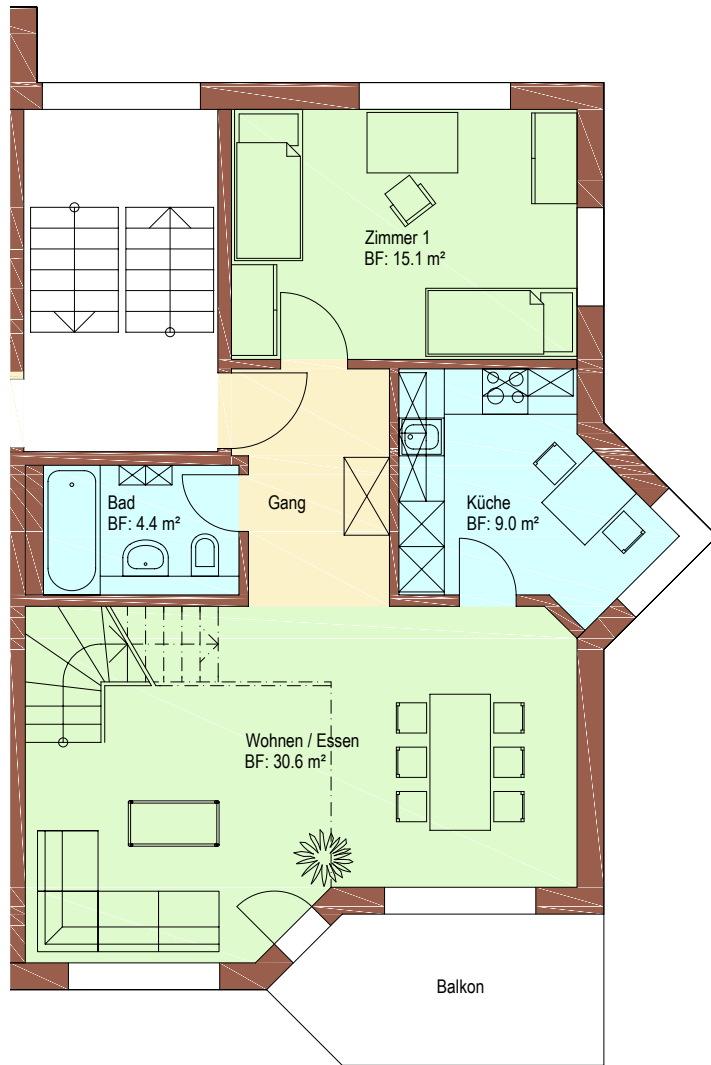 Zimmer 1
BF: 15.1 m²
Bad
BF: 4.4 m²
Gang
Küche
BF: 9.0 m²
Wohnen / Essen
BF: 30.6 m²
Balkon